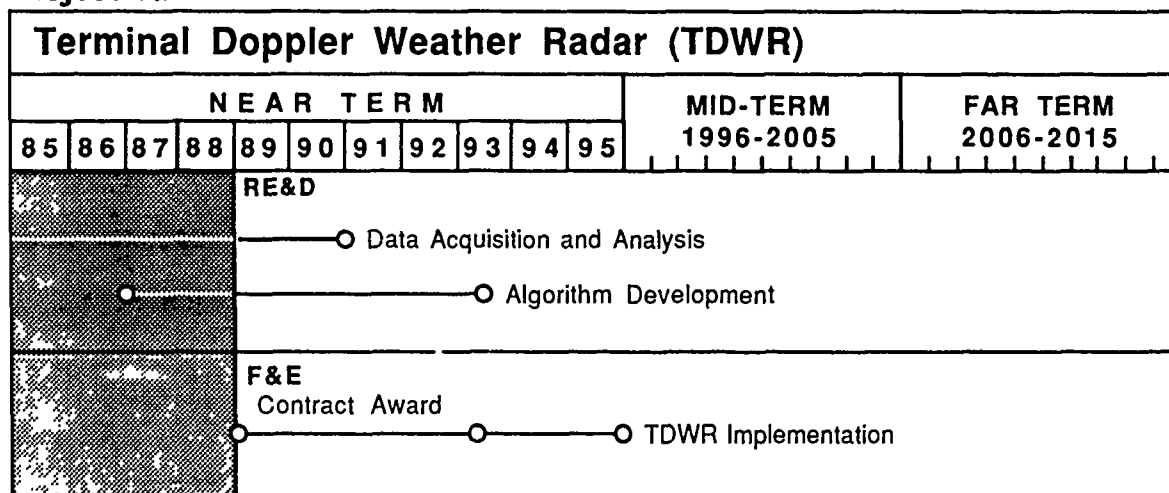 Terminal Doppler Weather Radar (TDWR)
NEAR TERM
MID-TERM
1996-2005
FAR TERM
2006-2015
85 86 87 88 89 90 91 92 93 94 95
RE&D
Data Acquisition and Analysis
Algorithm Development
F&E
Contract Award
TDWR Implementation